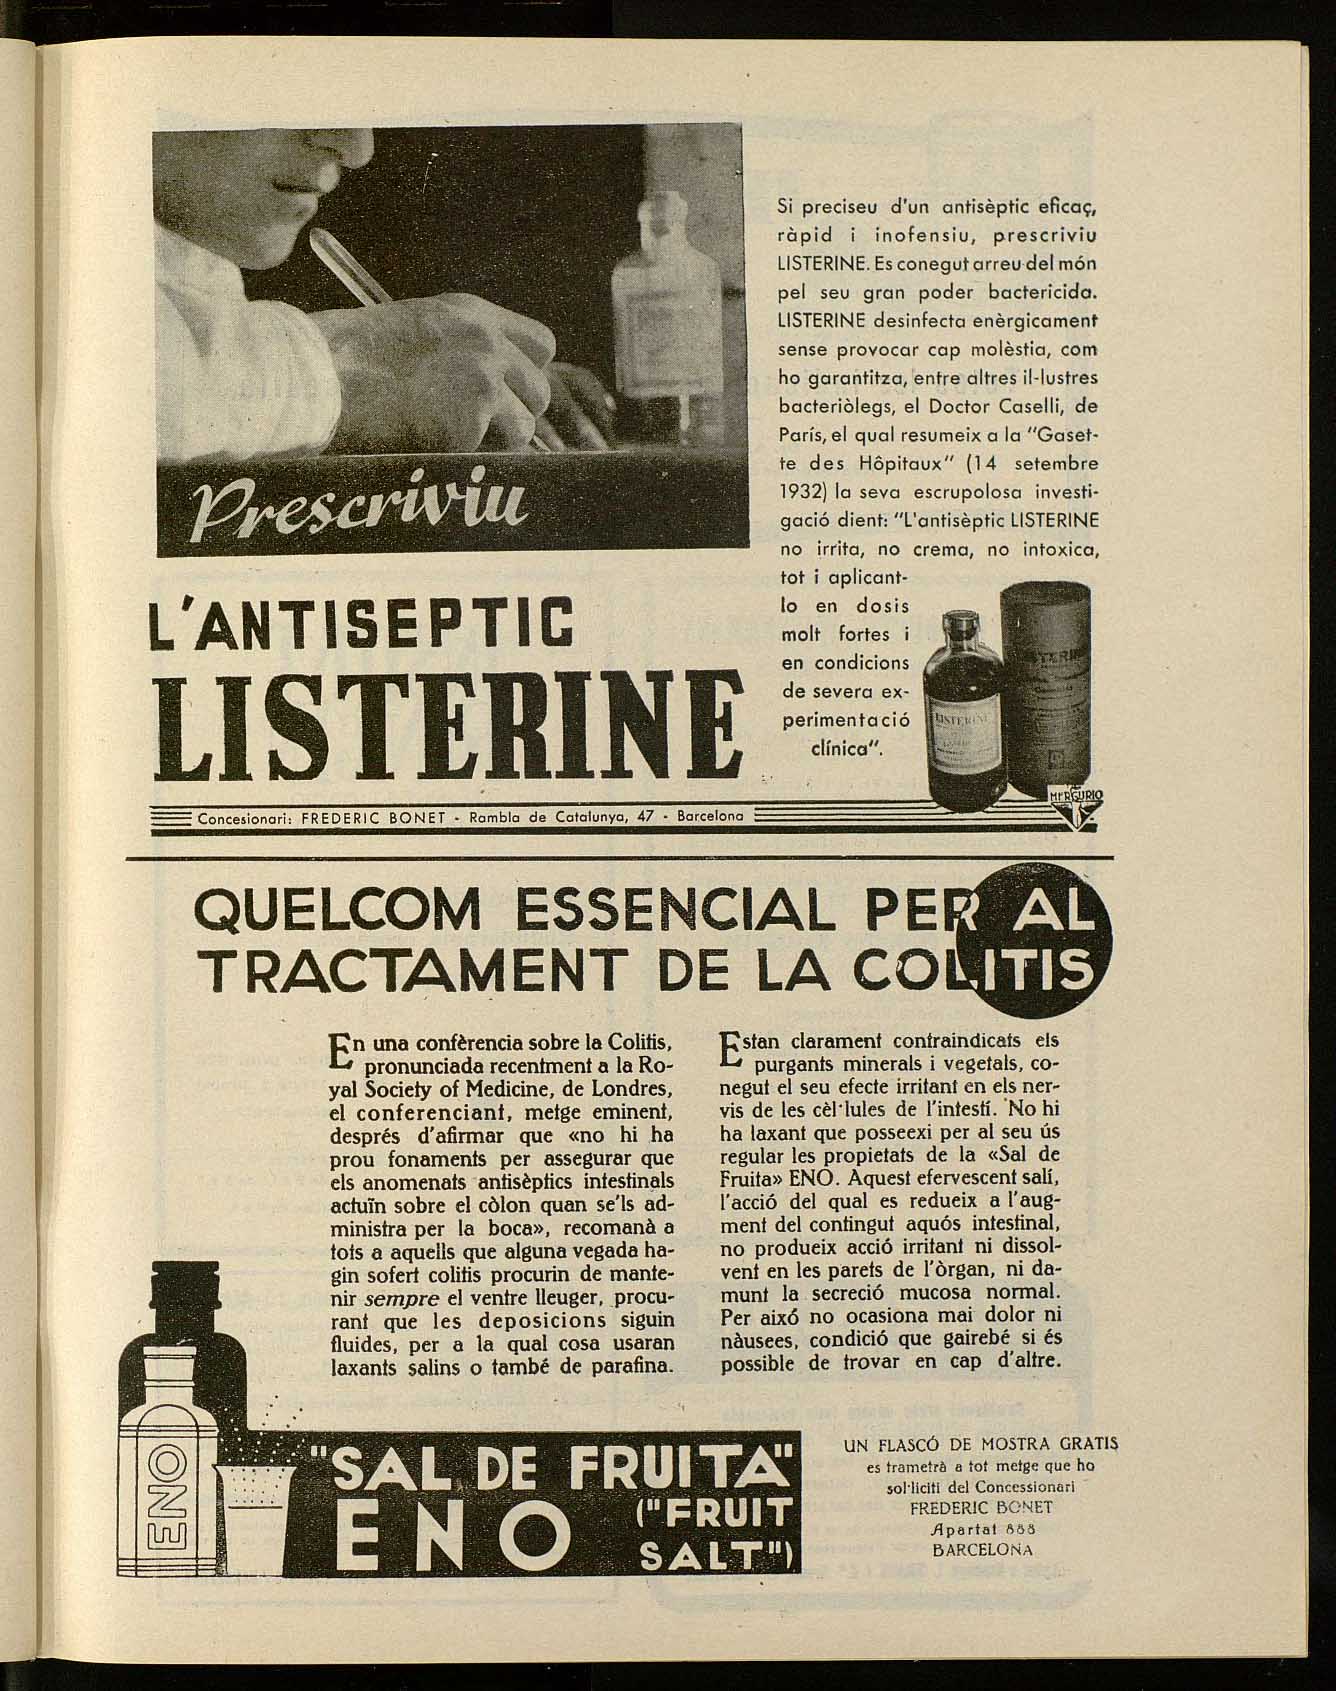 Prescriviu
L'ANTISEPTIC
LISTERINE
Si preciseu d'un antisèptic eficaç,
ràpid i inofensiu, prescriviu
LISTERINE. Es conegut arreu del món
pel seu gran poder bactericida.
LISTERINE desinfecta enèrgicament
sense provocar cap molèstia, com
ho garantitza, entre altres il-lustres
bacteriòlegs, el Doctor Caselli, de
París, el qual resumeix a la "Gaset-
te des Hôpitaux" (14 setembre
1932) la seva escrupolosa investi-
gació dient: "L'antisèptic LISTERINE
no irrita, no crema, no intoxica,
tot i aplicant-
lo en dosis
molt fortes i
en condicions
de severa ex-
perimentació
clínica".
LISTERINE
LISTERINE
MERCURIO
Concesionari: FREDERIC BONET - Rambla de Catalunya, 47 - Barcelona
QUELCOM ESSENCIAL PER AL
TRACTAMENT DE LA COLITIS
En una confèrencia sobre la Colitis,
pronunciada recentment a la Ro-
yal Society of Medicine, de Londres,
el conferenciant, metge eminent,
després d'afirmar que «no hi ha
prou fonaments per assegurar que
els anomenats antisèptics intestinals
actuïn sobre el còlon quan se'ls ad-
ministra per la boca», recomanà a
tots a aquells que alguna vegada ha-
gin sofert colitis procurin de mante-
nir sempre el ventre lleuger, procu-
rant que les deposicions siguin
fluides, per a la qual cosa usaran
laxants salins o també de parafina.
Estan clarament contraindicats els
purgants minerals i vegetals, co-
negut el seu efecte irritant en els ner-
vis de les cèl·lules de l'intestí. No hi
ha laxant que posseexi per al seu ús
regular les propietats de la «Sal de
Fruita» ENO. Aquest efervescent salí,
l'acció del qual es redueix a l'aug-
ment del contingut aquós intestinal,
no produeix acció irritant ni dissol-
vent en les parets de l'òrgan, ni da-
munt la secreció mucosa normal.
Per aixó no ocasiona mai dolor ni
nàusees, condició que gairebé si és
possible de trovar en cap d'altre.
ENO
"SAL DE FRUITA"
ENO
("FRUIT
SALT")
UN FLASCÓ DE MOSTRA GRATIS
es trametrà a tot metge que ho
sol·liciti del Concessionari
FREDERIC BONET
Apartat 888
BARCELONA